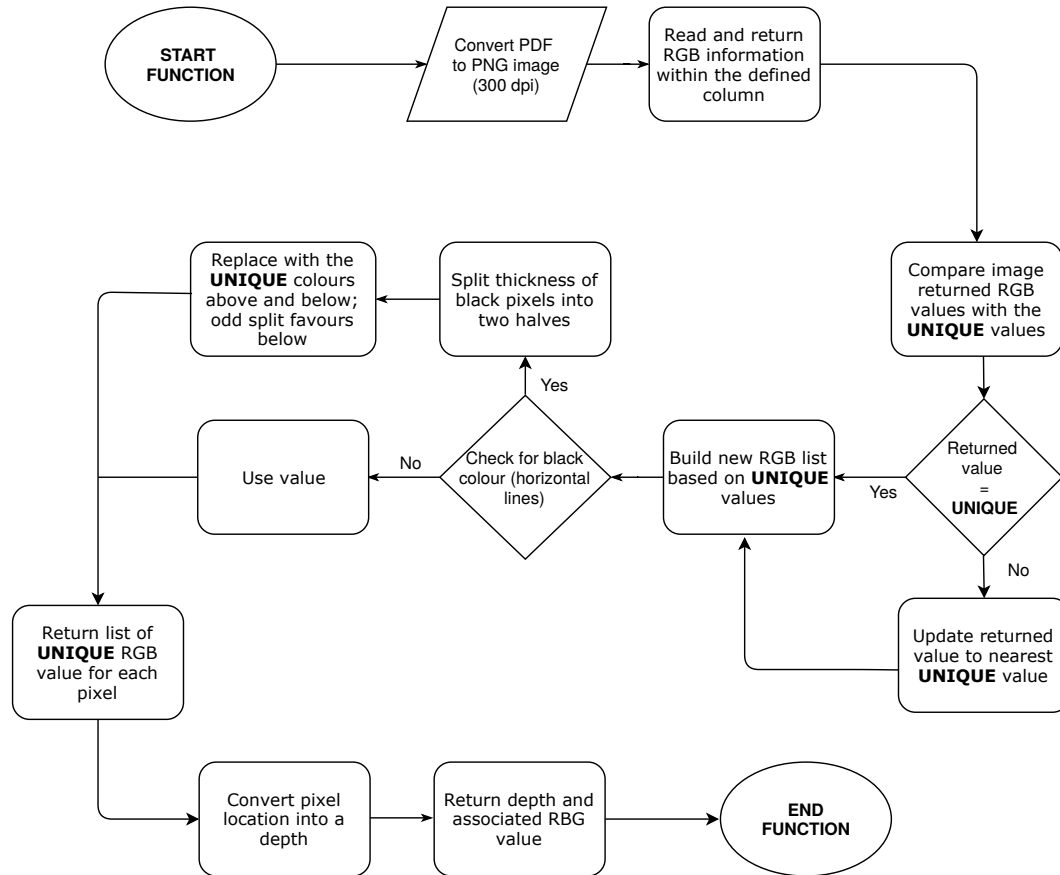 START
FUNCTION
Convert PDF
to PNG image
(300 dpi)
Read and return
RGB information
within the defined
column
Compare image
returned RGB
values with the
UNIQUE values
Returned
value
=
UNIQUE
Yes
No
Update returned
value to nearest
UNIQUE value
Build new RGB list
based on UNIQUE
values
Check for black
colour (horizontal
lines)
Yes
No
Split thickness of
black pixels into
two halves
Replace with the
UNIQUE colours
above and below;
odd split favours
below
Use value
Return list of
UNIQUE RGB
value for each
pixel
Convert pixel
location into a
depth
Return depth and
associated RBG
value
END
FUNCTION